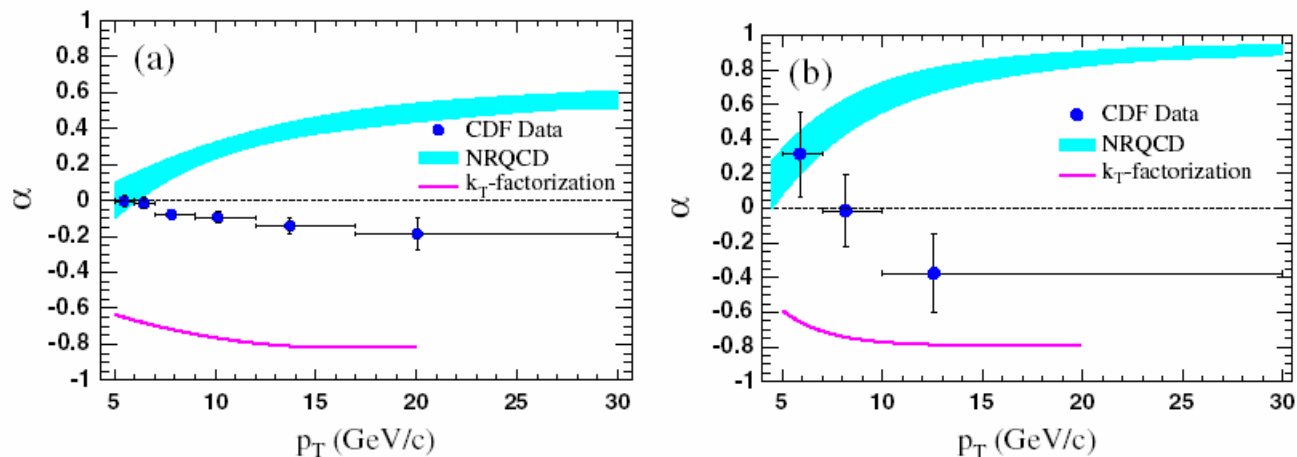 (a)
1
0.8
0.6
0.4
0.2
0
-0.2
-0.4
-0.6
-0.8
-1
α
CDF Data
NRQCD
k_T-factorization
5 10 15 20 25 30
p_T (GeV/c)
(b)
1
0.8
0.6
0.4
0.2
0
-0.2
-0.4
-0.6
-0.8
-1
α
CDF Data
NRQCD
k_T-factorization
5 10 15 20 25 30
p_T (GeV/c)